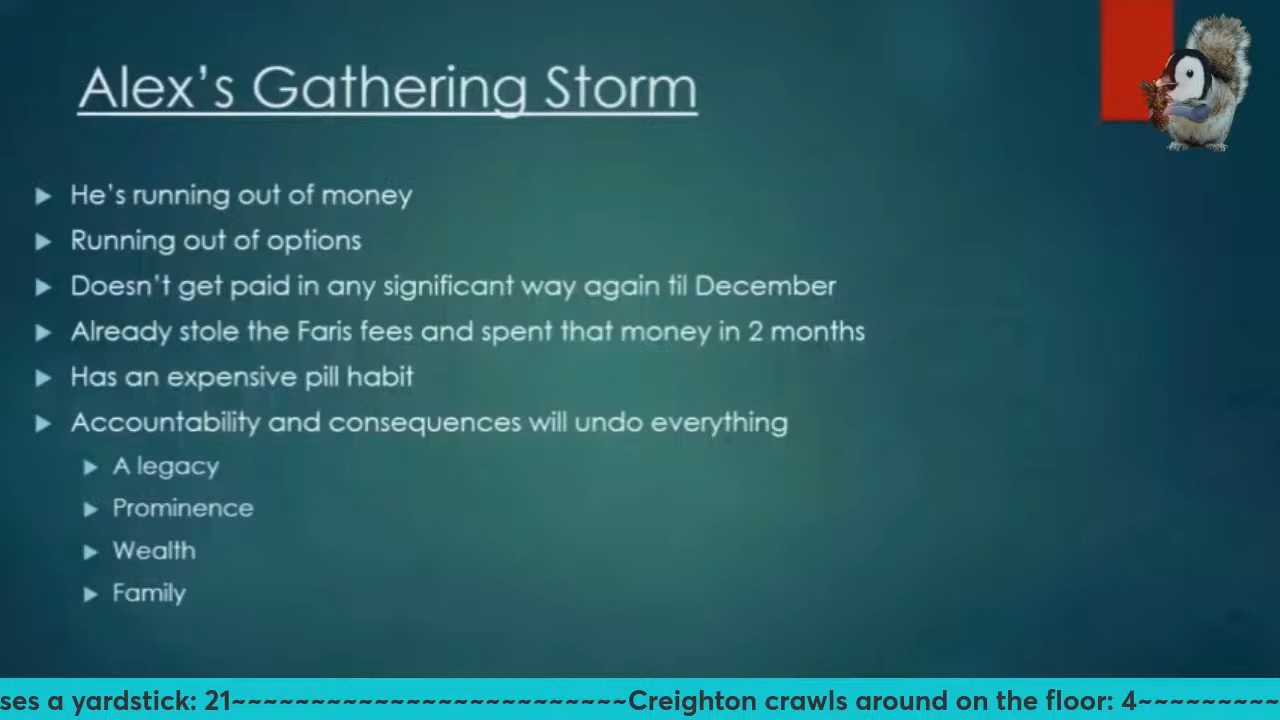 Alex's Gathering Storm
He's running out of money
Running out of options
Doesn't get paid in any significant way again til December
Already stole the Faris fees and spent that money in 2 months
Has an expensive pill habit
Accountability and consequences will undo everything
A legacy
Prominence
Wealth
Family
ses a yardstick: 21~~~~~~~~~~~~~~~~~~~~~~~~~Creighton crawls around on the floor: 4~~~~~~~~~